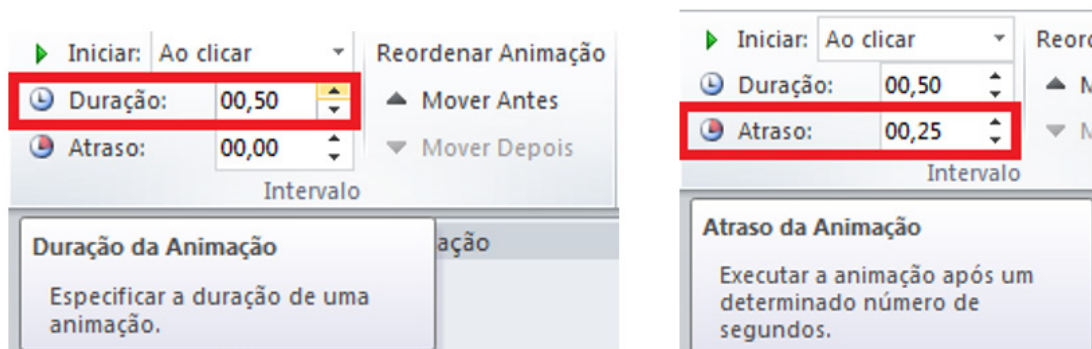 Iniciar: Ao clicar
Reordenar Animação
Duração: 00,50
Mover Antes
Atraso: 00,00
Mover Depois
Intervalo
Duração da Animação
ação
Especificar a duração de uma
animação.
Iniciar: Ao clicar
Reord
Duração: 00,50
M
Atraso: 00,25
Intervalo
Atraso da Animação
Executar a animação após um
determinado número de
segundos.